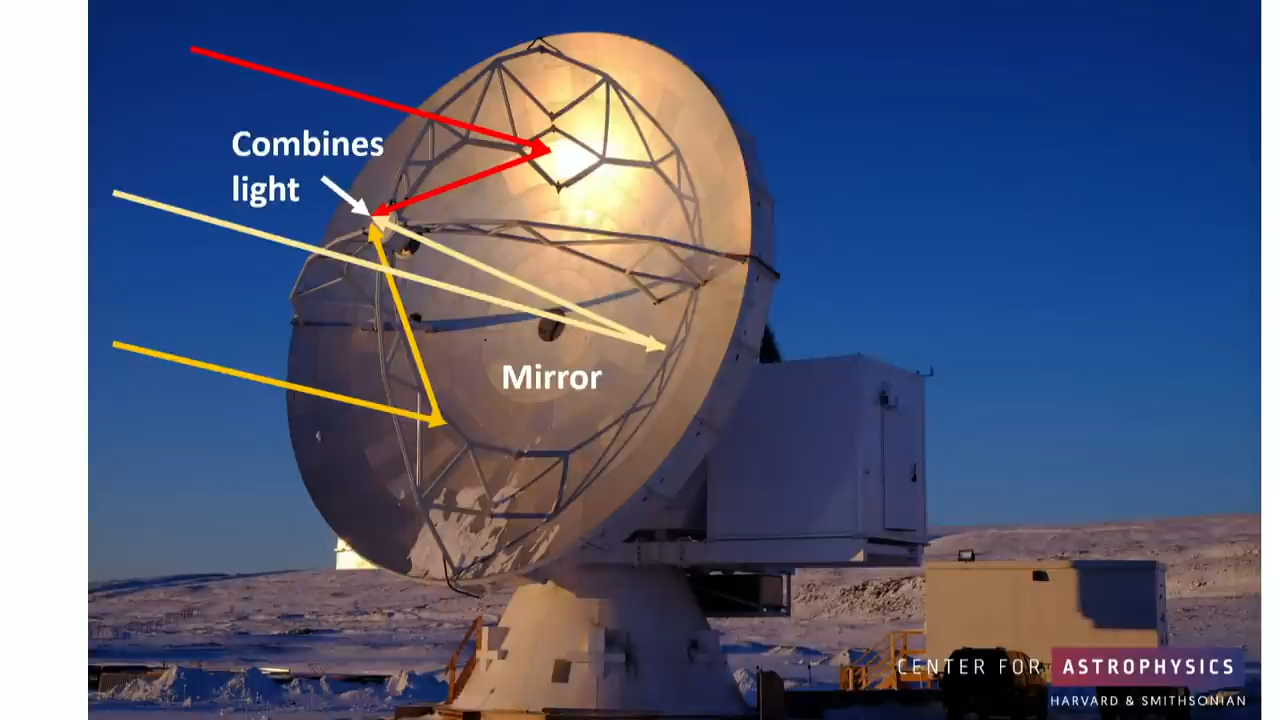 Combines
light
Mirror
CENTER FOR ASTROPHYSICS
HARVARD & SMITHSONIAN